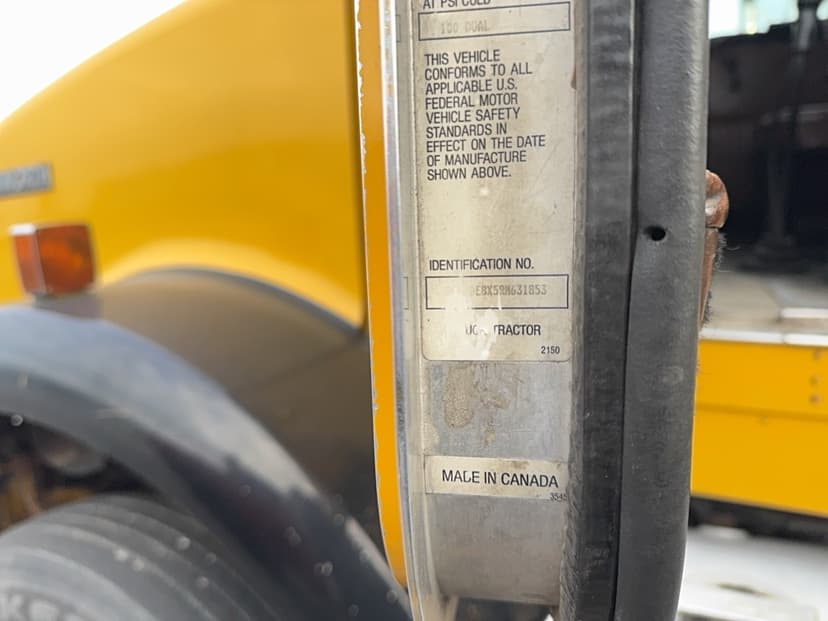 AT PSI COLD
100 DUAL
THIS VEHICLE
CONFORMS TO ALL
APPLICABLE U.S.
FEDERAL MOTOR
VEHICLE SAFETY
STANDARDS IN
EFFECT ON THE DATE
OF MANUFACTURE
SHOWN ABOVE.
IDENTIFICATION NO.
TRACTOR
2150
MADE IN CANADA